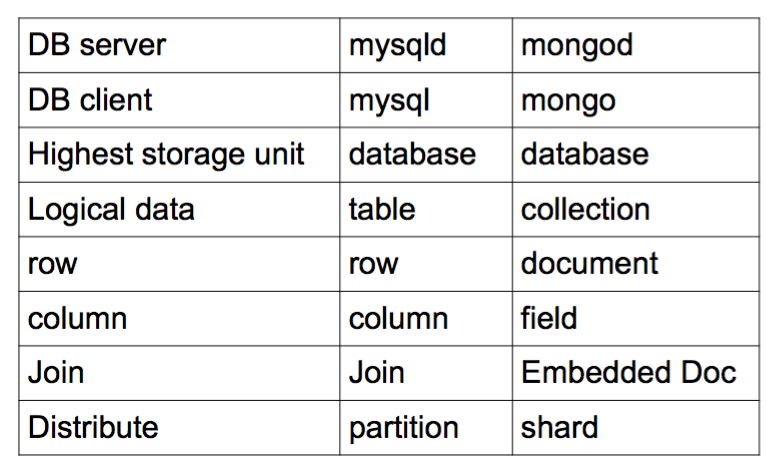 DB server mysqld mongod
DB client mysql mongo
Highest storage unit database database
Logical data table collection
row row document
column column field
Join Join Embedded Doc
Distribute partition shard